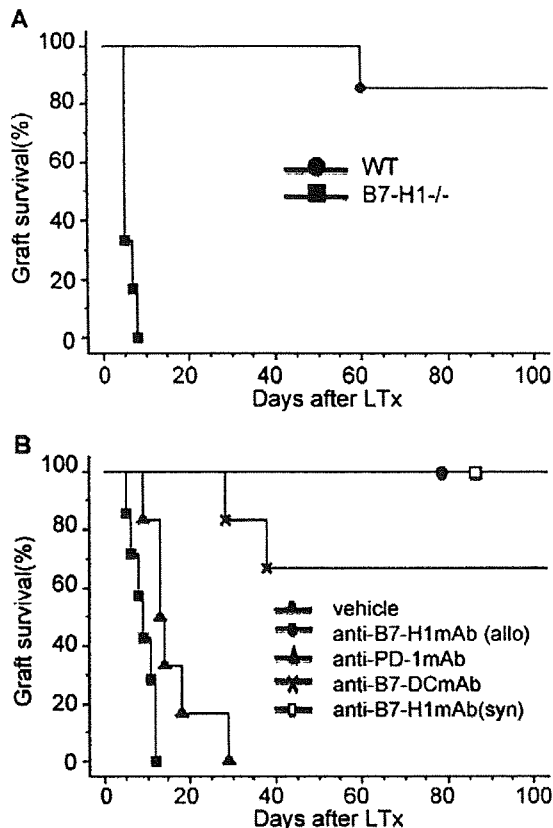 A
100
80
60
40
20
0
Graft survival(%)
WT
B7-H1-/-
0 20 40 60 80 100
Days after LTx
B
100
80
60
40
20
0
Graft survival(%)
vehicle
anti-B7-H1mAb (allo)
anti-PD-1mAb
anti-B7-DCmAb
anti-B7-H1mAb(syn)
0 20 40 60 80 100
Days after LTx